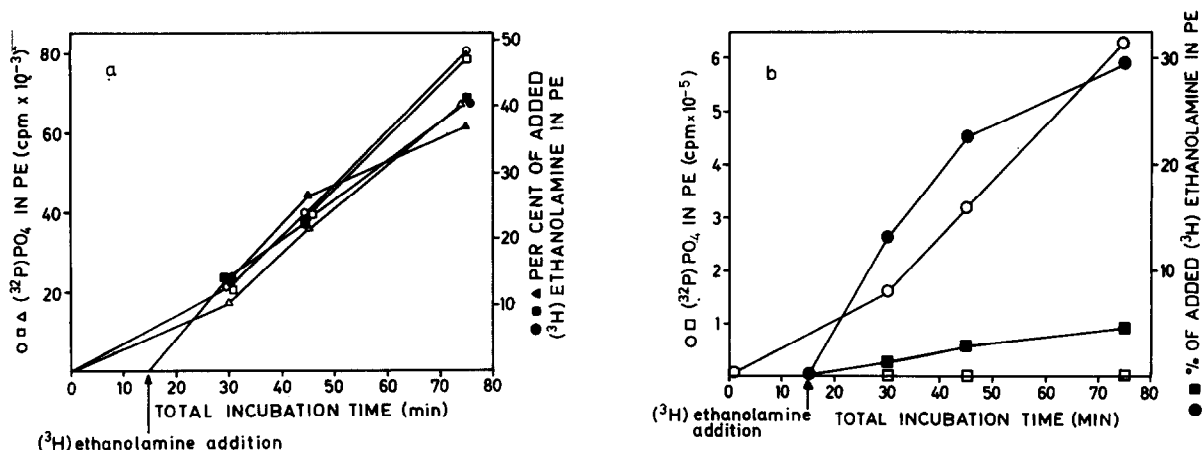 a
○ □ △ (³²P)PO₄ IN PE (cpm x 10⁻³)
80
60
40
20
50
40
30
20
10
● ■ ▲ PER CENT OF ADDED
(³H) ETHANOLAMINE IN PE
0 10 20 30 40 50 60 70 80
TOTAL INCUBATION TIME (min)
(³H) ethanolamine addition
b
○ □ (³²P)PO₄ IN PE (cpm x 10⁻⁵)
6
5
4
3
2
1
30
20
10
● ■ % OF ADDED (³H) ETHANOLAMINE IN PE
0 10 20 30 40 50 60 70 80
TOTAL INCUBATION TIME (MIN)
(³H) ethanolamine
addition